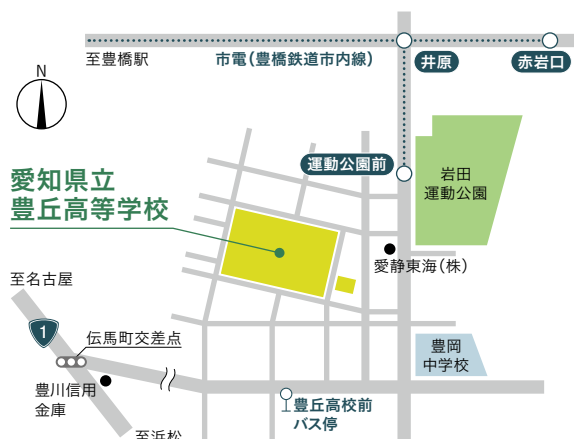 至豊橋駅
市電(豊橋鉄道市内線)
井原
赤岩口
N
運動公園前
岩田
運動公園
愛知県立
豊丘高等学校
愛静東海(株)
至名古屋
1
伝馬町交差点
豊岡
中学校
豊川信用
金庫
豊丘高校前
バス停
至浜松